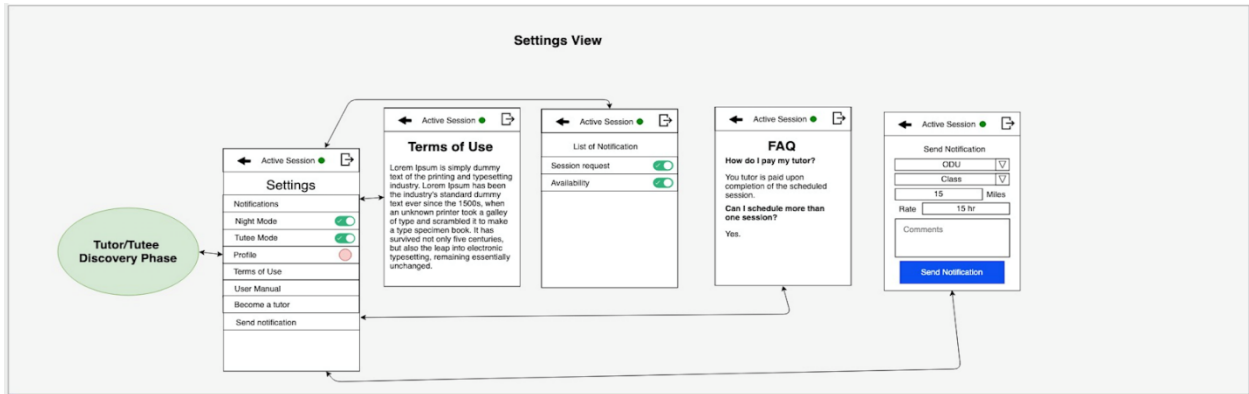 Settings View
Tutor/Tutee
Discovery Phase
Active Session
Settings
Notifications
Night Mode
Tutee Mode
Profile
Terms of Use
User Manual
Become a tutor
Send notification
Active Session
Terms of Use
Lorem Ipsum is simply dummy
text of the printing and typesetting
industry. Lorem Ipsum has been
the industry's standard dummy
text ever since the 1500s, when
an unknown printer took a galley
of type and scrambled it to make
a type specimen book. It has
survived not only five centuries,
but also the leap into electronic
typesetting, remaining essentially
unchanged.
Active Session
List of Notification
Session request
Availability
Active Session
FAQ
How do I pay my tutor?
You tutor is paid upon
completion of the scheduled
session.
Can I schedule more than
one session?
Yes.
Active Session
Send Notification
ODU
Class
15 Miles
Rate 15 hr
Comments
Send Notification